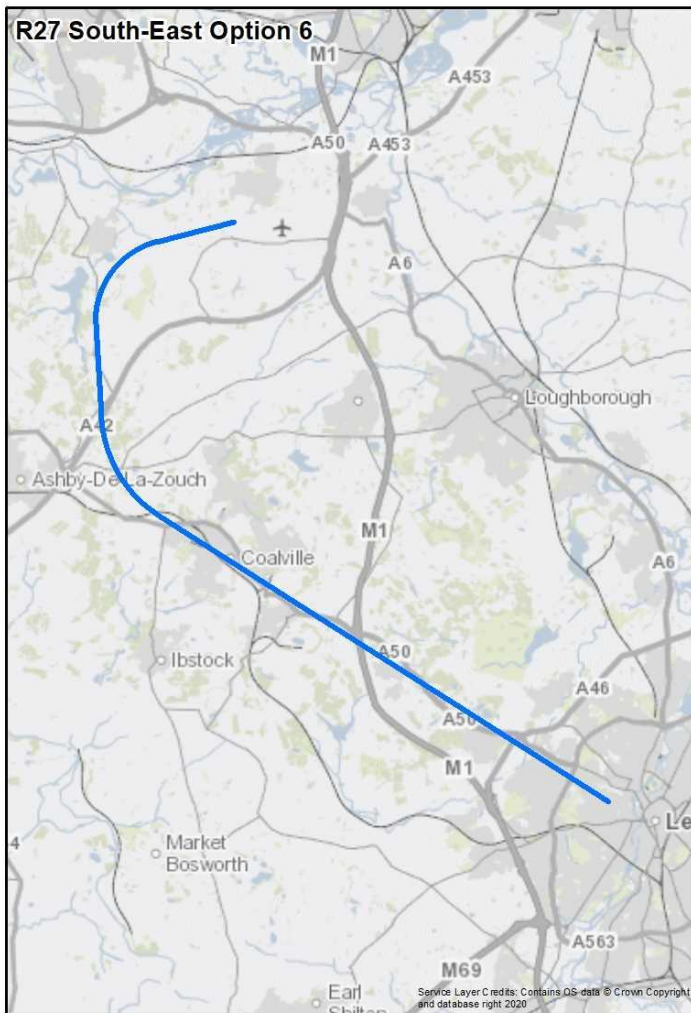 R27 South-East Option 6
M1
A453
A50
A453
A6
Loughborough
A42
Ashby-De-La-Zouch
M1
Coalville
A6
Ibstock
A50
A46
A50
M1
Le
4
Market
Bosworth
A563
M69
Earl
Shilton
Service Layer Credits: Contains OS data © Crown Copyright
and database right 2020